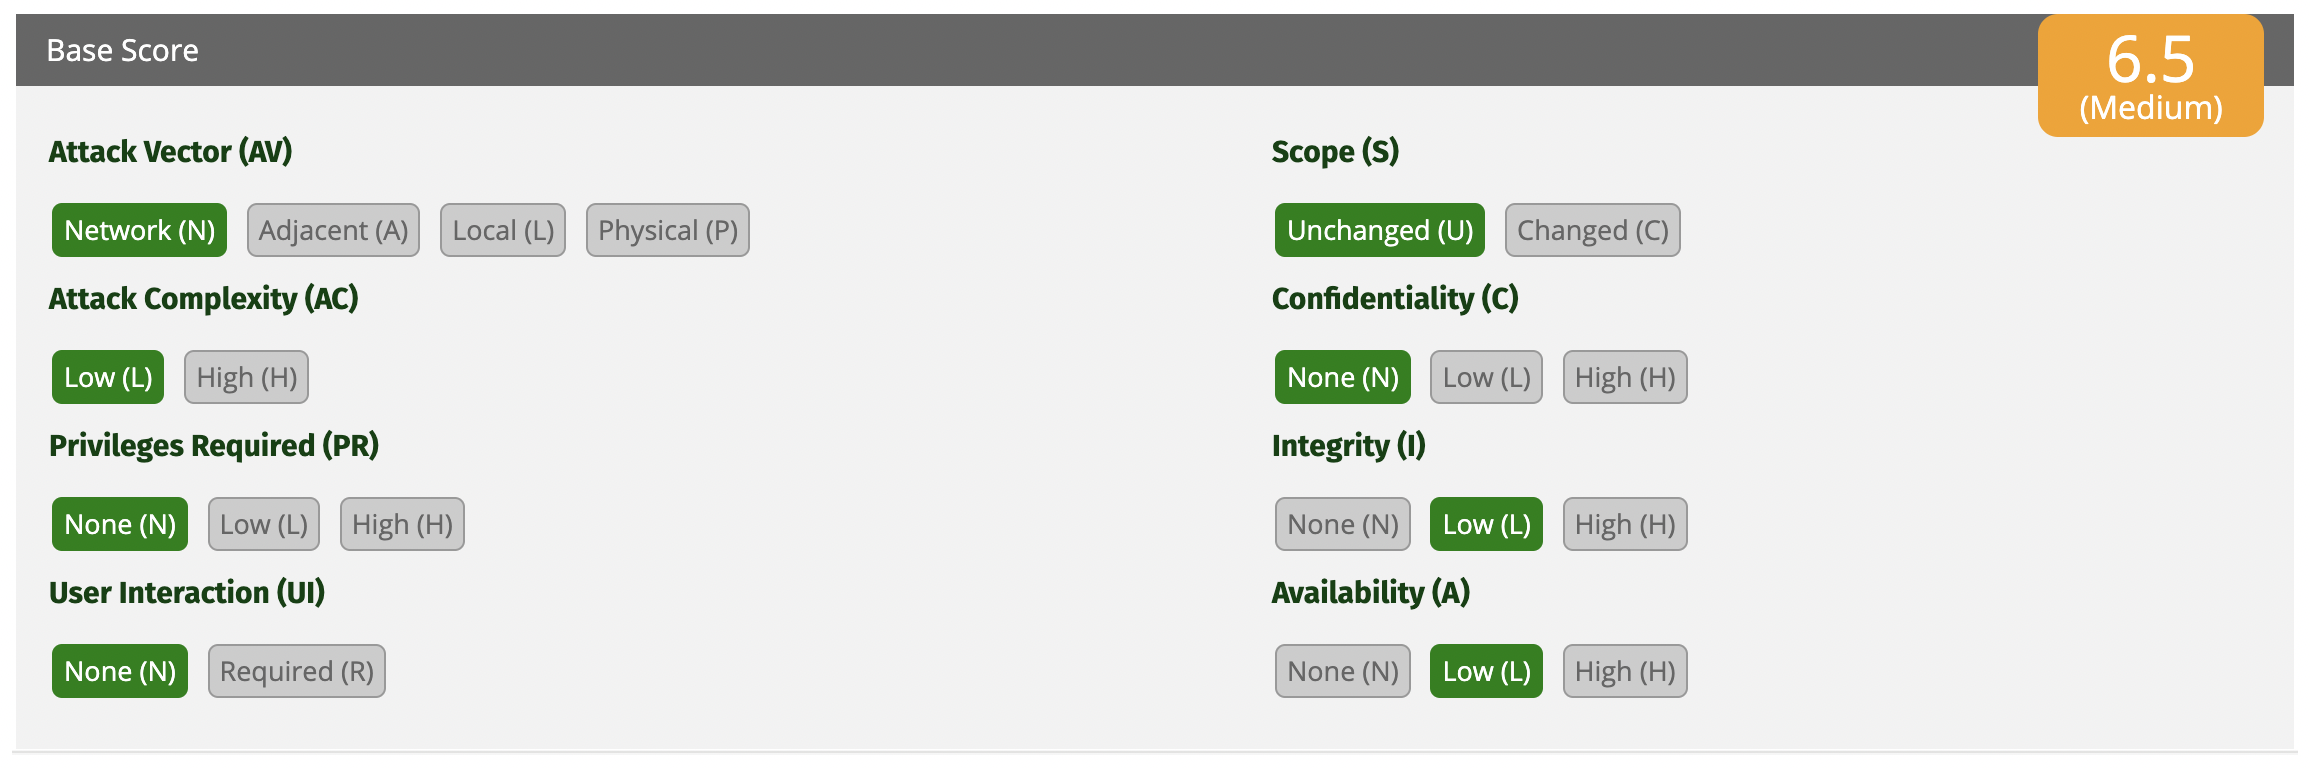 Base Score
6.5
(Medium)
Attack Vector (AV)
Network (N) Adjacent (A) Local (L) Physical (P)
Attack Complexity (AC)
Low (L) High (H)
Privileges Required (PR)
None (N) Low (L) High (H)
User Interaction (UI)
None (N) Required (R)
Scope (S)
Unchanged (U) Changed (C)
Confidentiality (C)
None (N) Low (L) High (H)
Integrity (I)
None (N) Low (L) High (H)
Availability (A)
None (N) Low (L) High (H)